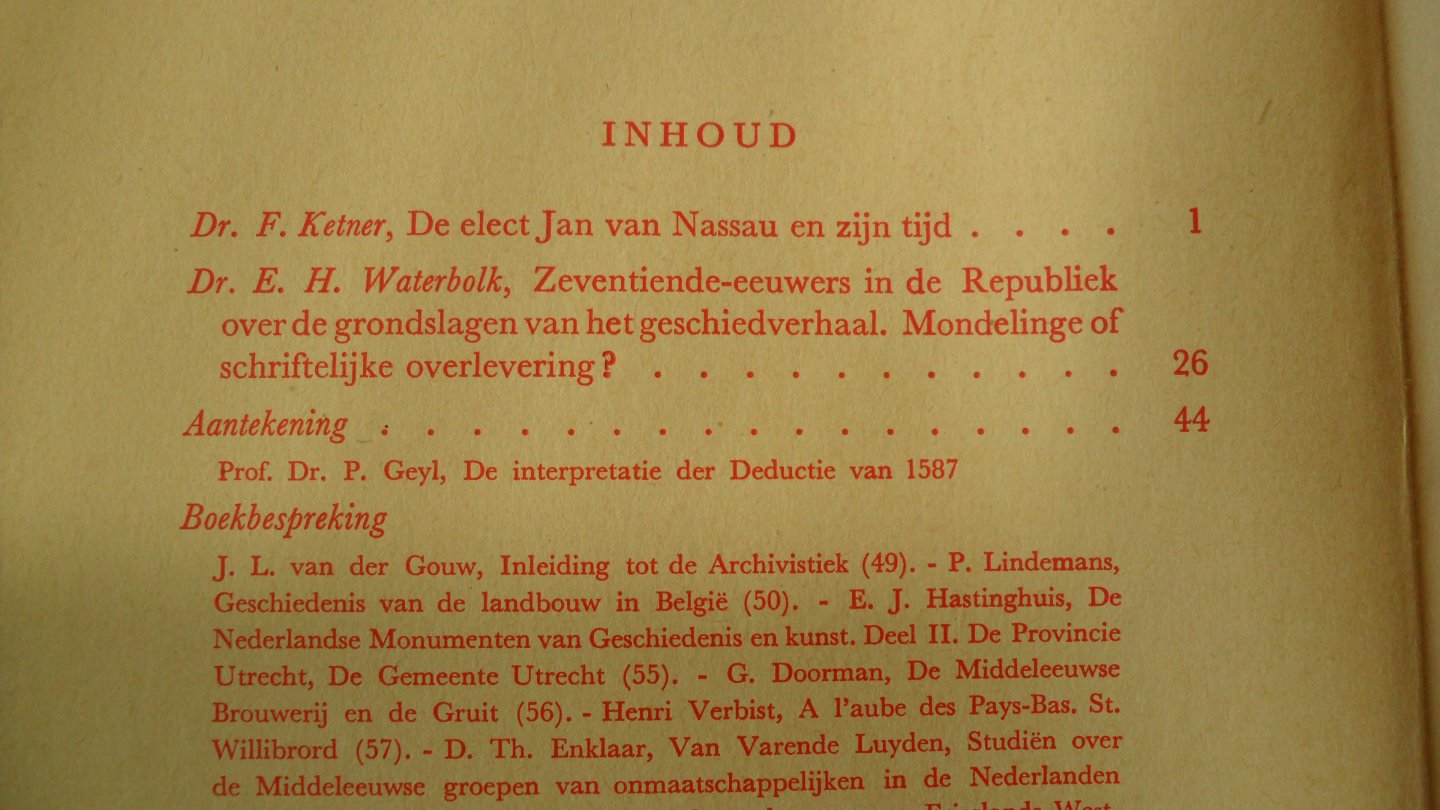 INHOUD
Dr. F. Ketner, De elect Jan van Nassau en zijn tijd . . . . 1
Dr. E. H. Waterbolk, Zeventiende-eeuwers in de Republiek
over de grondslagen van het geschiedverhaal. Mondelinge of
schriftelijke overlevering? . . . . . . . . . . . 26
Aantekening . . . . . . . . . . . . . . . . . 44
Prof. Dr. P. Geyl, De interpretatie der Deductie van 1587
Boekbespreking
J. L. van der Gouw, Inleiding tot de Archivistiek (49). - P. Lindemans,
Geschiedenis van de landbouw in België (50). - E. J. Hastinghuis, De
Nederlandse Monumenten van Geschiedenis en kunst. Deel II. De Provincie
Utrecht, De Gemeente Utrecht (55). - G. Doorman, De Middeleeuwse
Brouwerij en de Gruit (56). - Henri Verbist, A l'aube des Pays-Bas. St.
Willibrord (57). - D. Th. Enklaar, Van Varende Luyden, Studiën over
de Middeleeuwse groepen van onmaatschappelijken in de Nederlanden